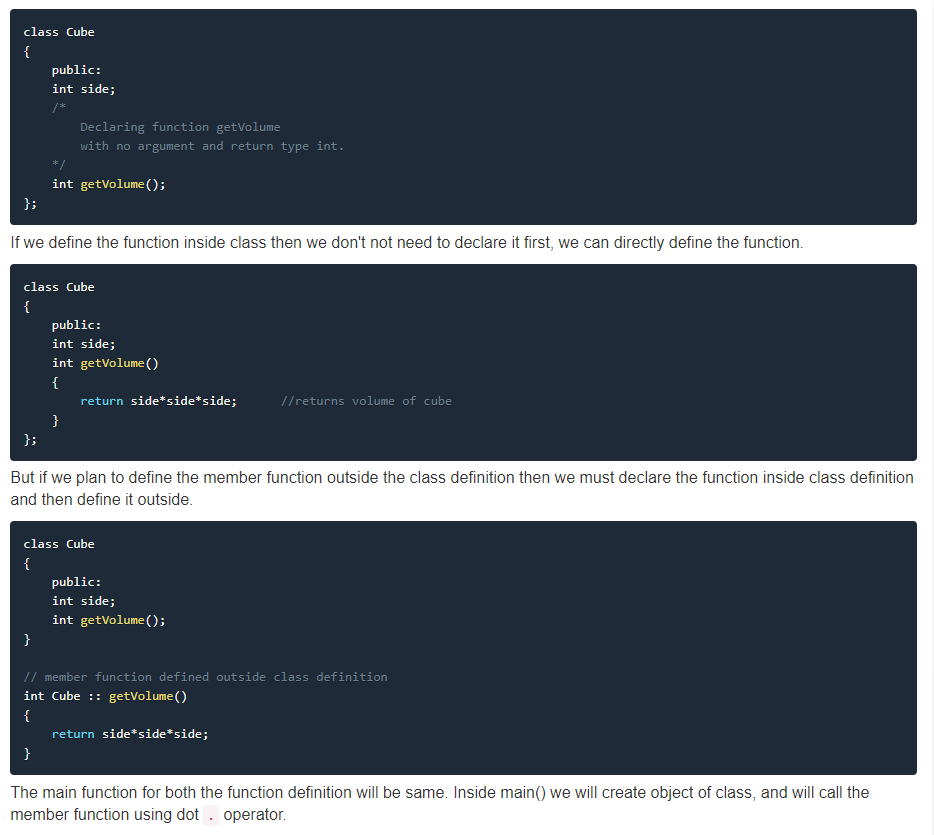 class Cube
{
    public:
    int side;
    /*
        Declaring function getVolume
        with no argument and return type int.
    */
    int getVolume();
};
If we define the function inside class then we don't not need to declare it first, we can directly define the function.
class Cube
{
    public:
    int side;
    int getVolume()
    {
        return side*side*side;      //returns volume of cube
    }
};
But if we plan to define the member function outside the class definition then we must declare the function inside class definition
and then define it outside.
class Cube
{
    public:
    int side;
    int getVolume();
}
// member function defined outside class definition
int Cube :: getVolume()
{
    return side*side*side;
}
The main function for both the function definition will be same. Inside main() we will create object of class, and will call the
member function using dot . operator.